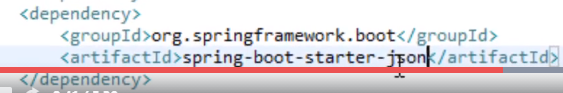 <dependency>
<groupId>org.springframework.boot</groupId>
<artifactId>spring-boot-starter-json</artifactId>
</dependency>